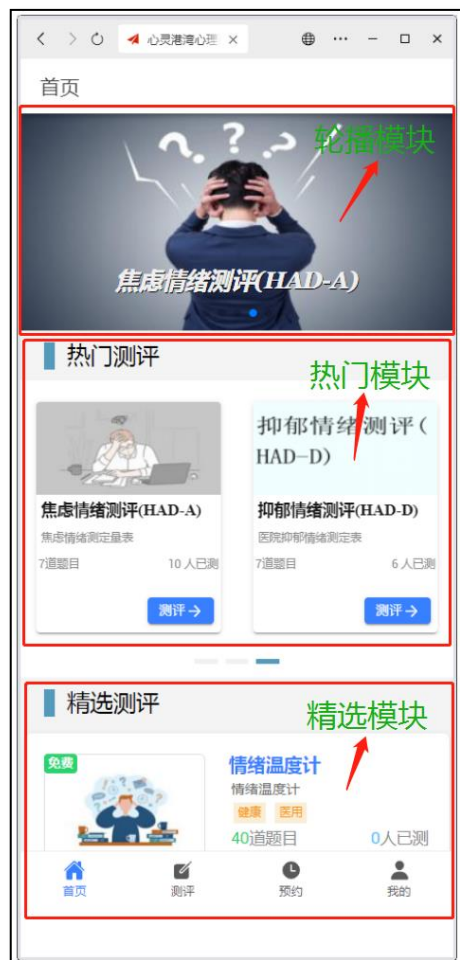 心灵港湾心理
首页
轮播模块
焦虑情绪测评(HAD-A)
热门测评
热门模块
抑郁情绪测评(
HAD-D)
焦虑情绪测评(HAD-A)
抑郁情绪测评(HAD-D)
焦虑情绪测定量表
医院抑郁情绪测定表
7道题目
10 人已测
7道题目
6 人已测
测评→
测评→
精选测评
精选模块
免费
情绪温度计
情绪温度计
健康
医用
40道题目
0人已测
首页
测评
预约
我的